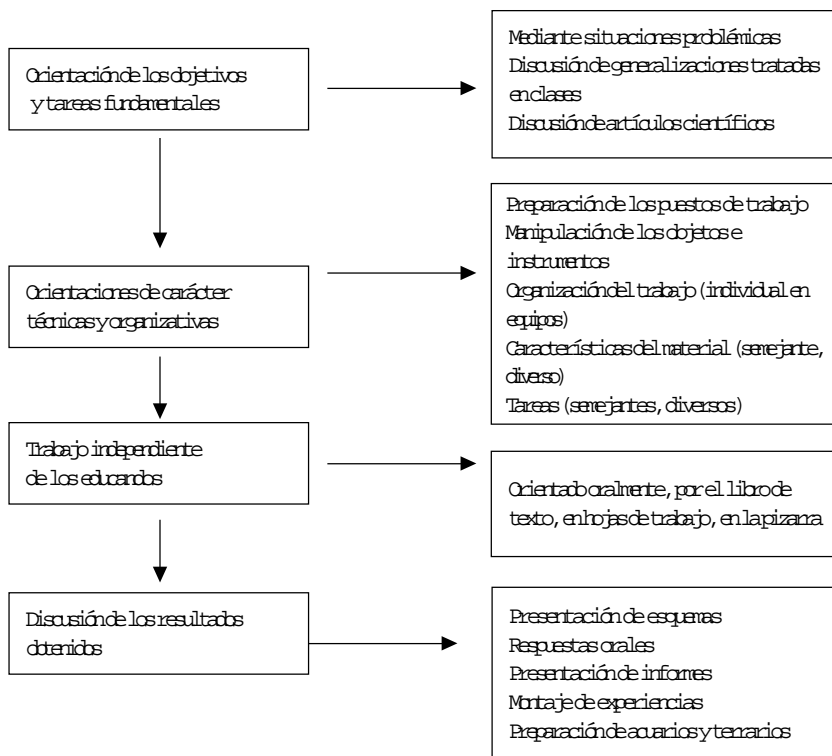 Orientación de los objetivos
y tareas fundamentales
Mediante situaciones problémicas
Discusión de generalizaciones tratadas
en clases
Discusión de artículos científicos
Orientaciones de carácter
técnicas y organizativas
Preparación de los puestos de trabajo
Manipulación de los objetos e
instrumentos
Organización del trabajo (individual en
equipos)
Características del material (semejante,
diverso)
Tareas (semejantes, diversos)
Trabajo independiente
de los educandos
Orientado oralmente, por el libro de
texto, en hojas de trabajo, en la pizarra
Discusión de los resultados
obtenidos
Presentación de esquemas
Respuestas orales
Presentación de informes
Montaje de experiencias
Preparación de acuarios y terrarios